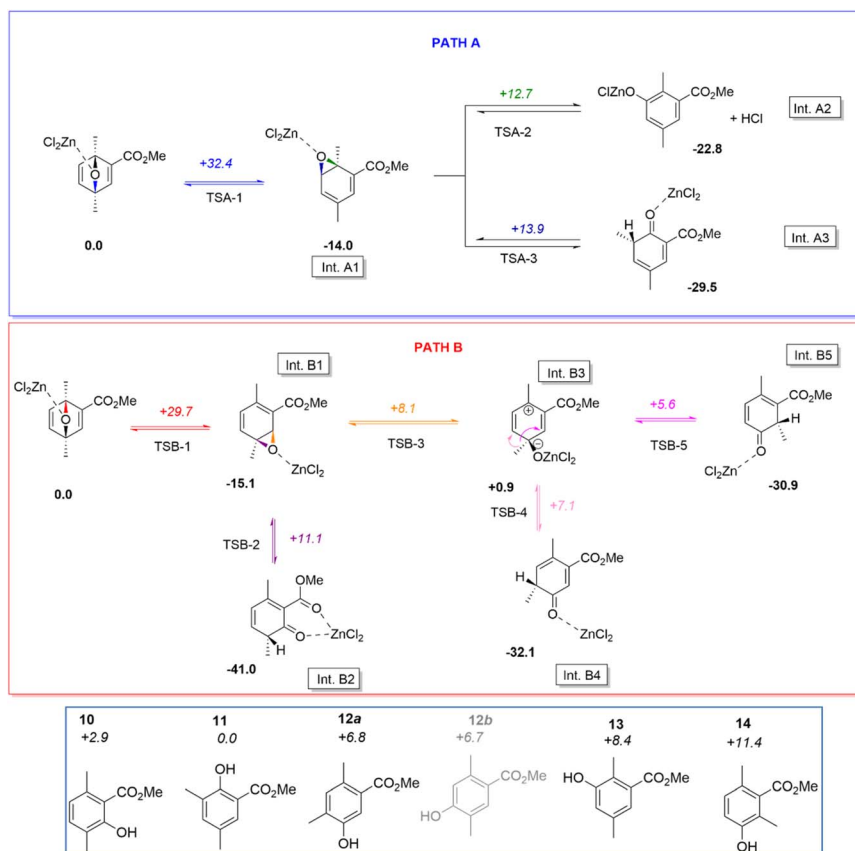 PATH A
Cl2Zn
O
CO2Me
0.0
+32.4
TSA-1
Cl2Zn
O
CO2Me
-14.0
Int. A1
+12.7
TSA-2
ClZnO
CO2Me
+ HCl
-22.8
Int. A2
+13.9
TSA-3
ZnCl2
H
O
CO2Me
-29.5
Int. A3
PATH B
Cl2Zn
O
CO2Me
0.0
+29.7
TSB-1
Int. B1
CO2Me
O
ZnCl2
-15.1
+8.1
TSB-3
Int. B3
CO2Me
OZnCl2
+0.9
+5.6
TSB-5
Int. B5
CO2Me
H
O
Cl2Zn
-30.9
TSB-2
+11.1
OMe
O
O
ZnCl2
H
-41.0
Int. B2
TSB-4
+7.1
H
CO2Me
O
ZnCl2
-32.1
Int. B4
10
+2.9
CO2Me
OH
11
0.0
OH
CO2Me
12a
+6.8
CO2Me
OH
12b
+6.7
CO2Me
HO
13
+8.4
HO
CO2Me
14
+11.4
CO2Me
OH